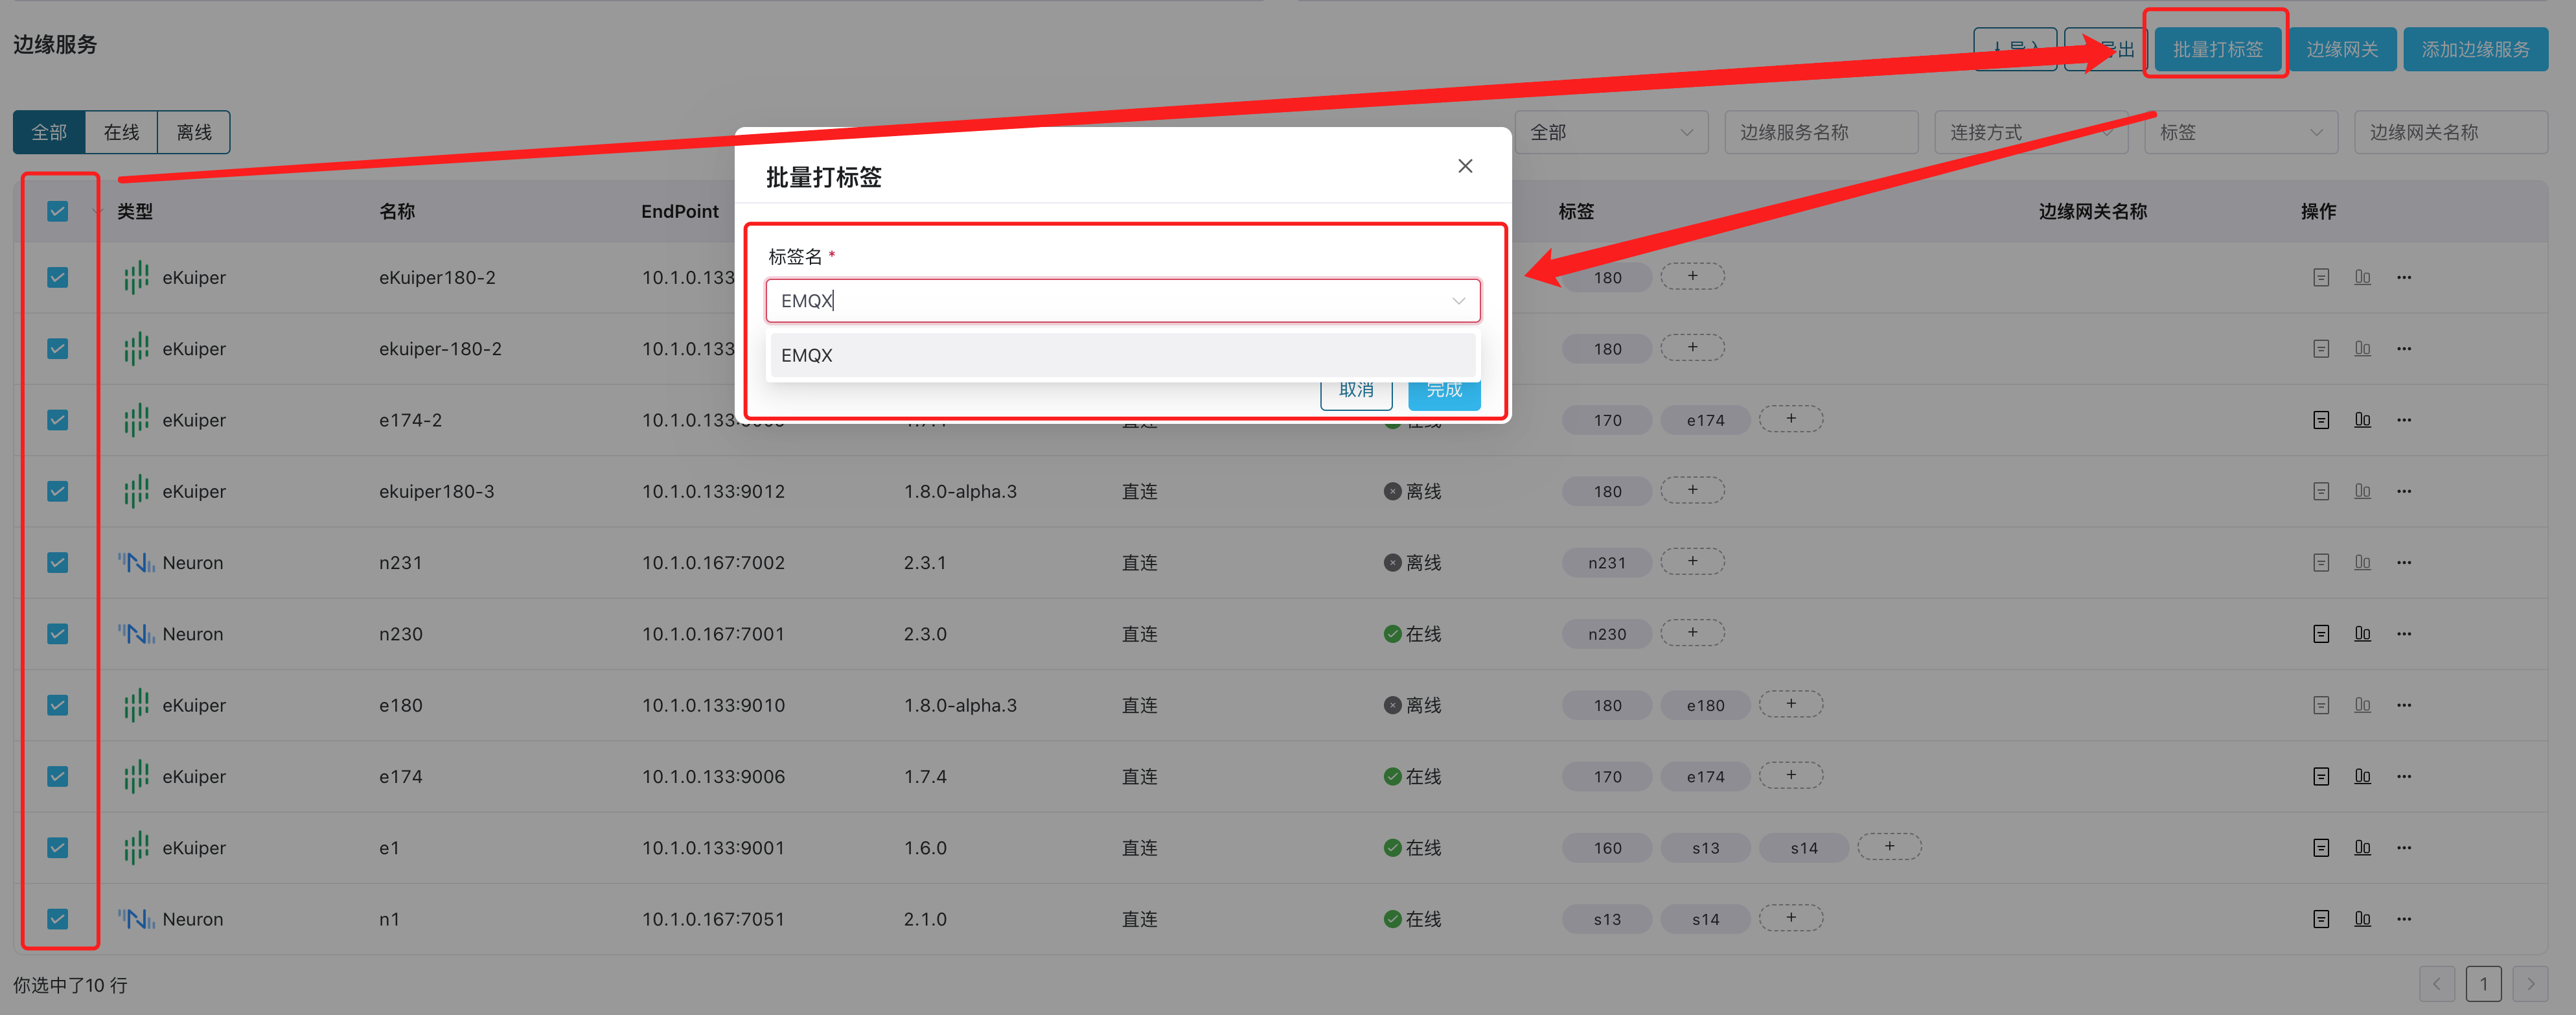 边缘服务
导入 导出 批量打标签 边缘网关 添加边缘服务
全部 在线 离线 全部 边缘服务名称 连接方式 标签 边缘网关名称
批量打标签
标签名 *
EMQX
EMQX
取消 完成
类型 名称 EndPoint 标签 边缘网关名称 操作
eKuiper eKuiper180-2 10.1.0.133 180 +
eKuiper ekuiper-180-2 10.1.0.133 180 +
eKuiper e174-2 10.1.0.133 直连 在线 170 e174 +
eKuiper ekuiper180-3 10.1.0.133:9012 1.8.0-alpha.3 直连 离线 180 +
Neuron n231 10.1.0.167:7002 2.3.1 直连 离线 n231 +
Neuron n230 10.1.0.167:7001 2.3.0 直连 在线 n230 +
eKuiper e180 10.1.0.133:9010 1.8.0-alpha.3 直连 离线 180 e180 +
eKuiper e174 10.1.0.133:9006 1.7.4 直连 在线 170 e174 +
eKuiper e1 10.1.0.133:9001 1.6.0 直连 在线 160 s13 s14 +
Neuron n1 10.1.0.167:7051 2.1.0 直连 在线 s13 s14 +
你选中了10 行
1